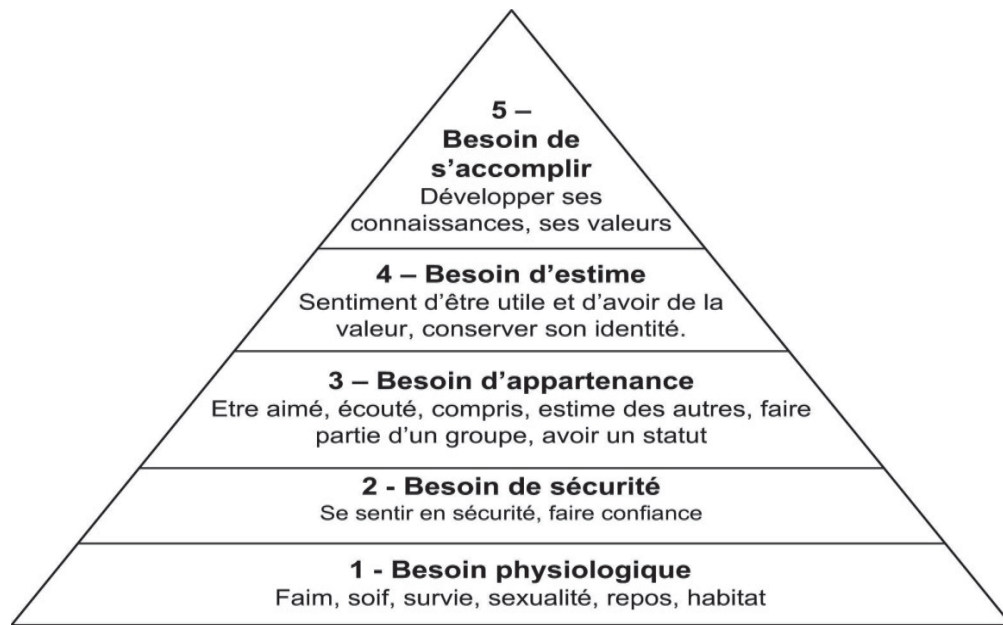 5 –
Besoin de
s’accomplir
Développer ses
connaissances, ses valeurs
4 – Besoin d’estime
Sentiment d’être utile et d’avoir de la
valeur, conserver son identité.
3 – Besoin d’appartenance
Etre aimé, écouté, compris, estime des autres, faire
partie d’un groupe, avoir un statut
2 - Besoin de sécurité
Se sentir en sécurité, faire confiance
1 - Besoin physiologique
Faim, soif, survie, sexualité, repos, habitat